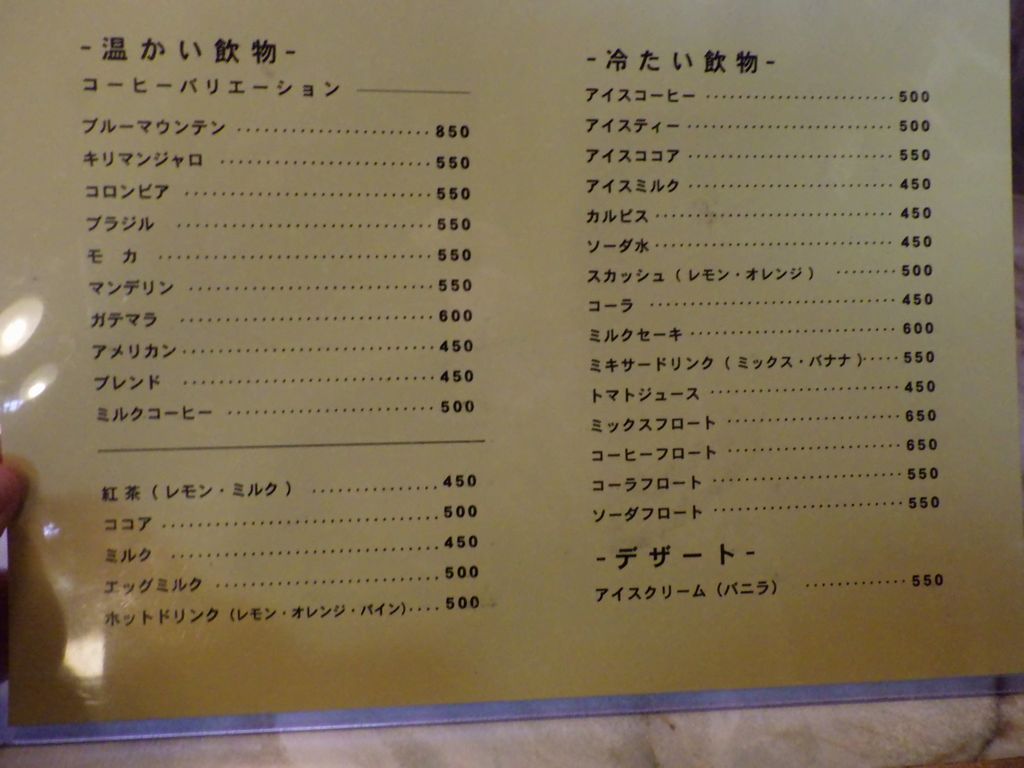 -温かい飲物-
コーヒーバリエーション
ブルーマウンテン ........................ 850
キリマンジャロ ........................ 550
コロンビア ........................ 550
ブラジル ........................ 550
モ カ ........................ 550
マンデリン ........................ 550
ガテマラ ........................ 600
アメリカン ........................ 450
ブレンド ........................ 450
ミルクコーヒー ........................ 500
紅茶(レモン・ミルク) ............... 450
ココア ........................ 500
ミルク ........................ 450
エッグミルク ........................ 500
ホットドリンク(レモン・オレンジ・パイン).... 500
-冷たい飲物-
アイスコーヒー ........................ 500
アイスティー ........................ 500
アイスココア ........................ 550
アイスミルク ........................ 450
カルピス ........................ 450
ソーダ水 ........................ 450
スカッシュ(レモン・オレンジ) ........ 500
コーラ ........................ 450
ミルクセーキ ........................ 600
ミキサードリンク(ミックス・バナナ)..... 550
トマトジュース ........................ 450
ミックスフロート ........................ 650
コーヒーフロート ........................ 650
コーラフロート ........................ 550
ソーダフロート ........................ 550
-デザート-
アイスクリーム(バニラ) ............. 550